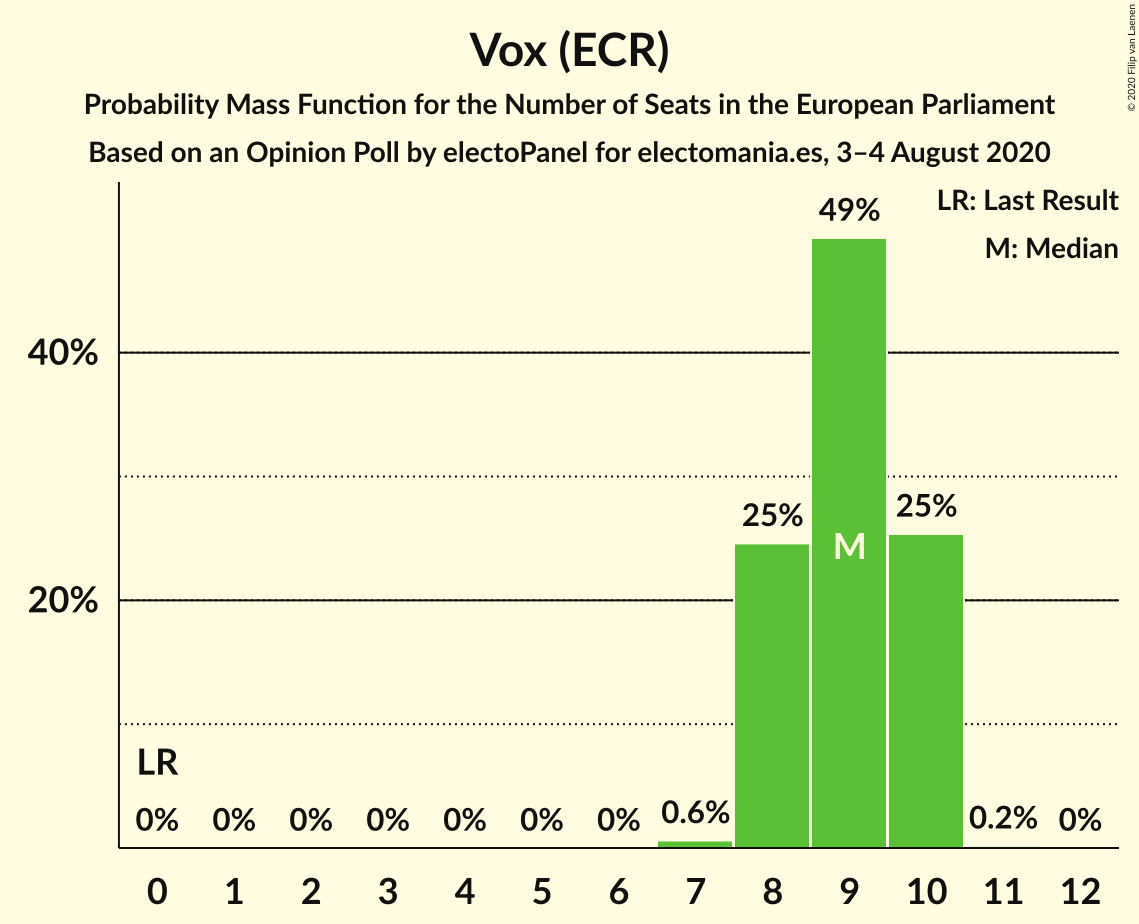 Vox (ECR)
Probability Mass Function for the Number of Seats in the European Parliament
Based on an Opinion Poll by electoPanel for electomania.es, 3–4 August 2020
© 2020 Filip van Laenen
LR: Last Result
M: Median
49%
40%
25%
25%
M
20%
LR
0% 0% 0% 0% 0% 0% 0% 0.6% 0.2% 0%
0 1 2 3 4 5 6 7 8 9 10 11 12